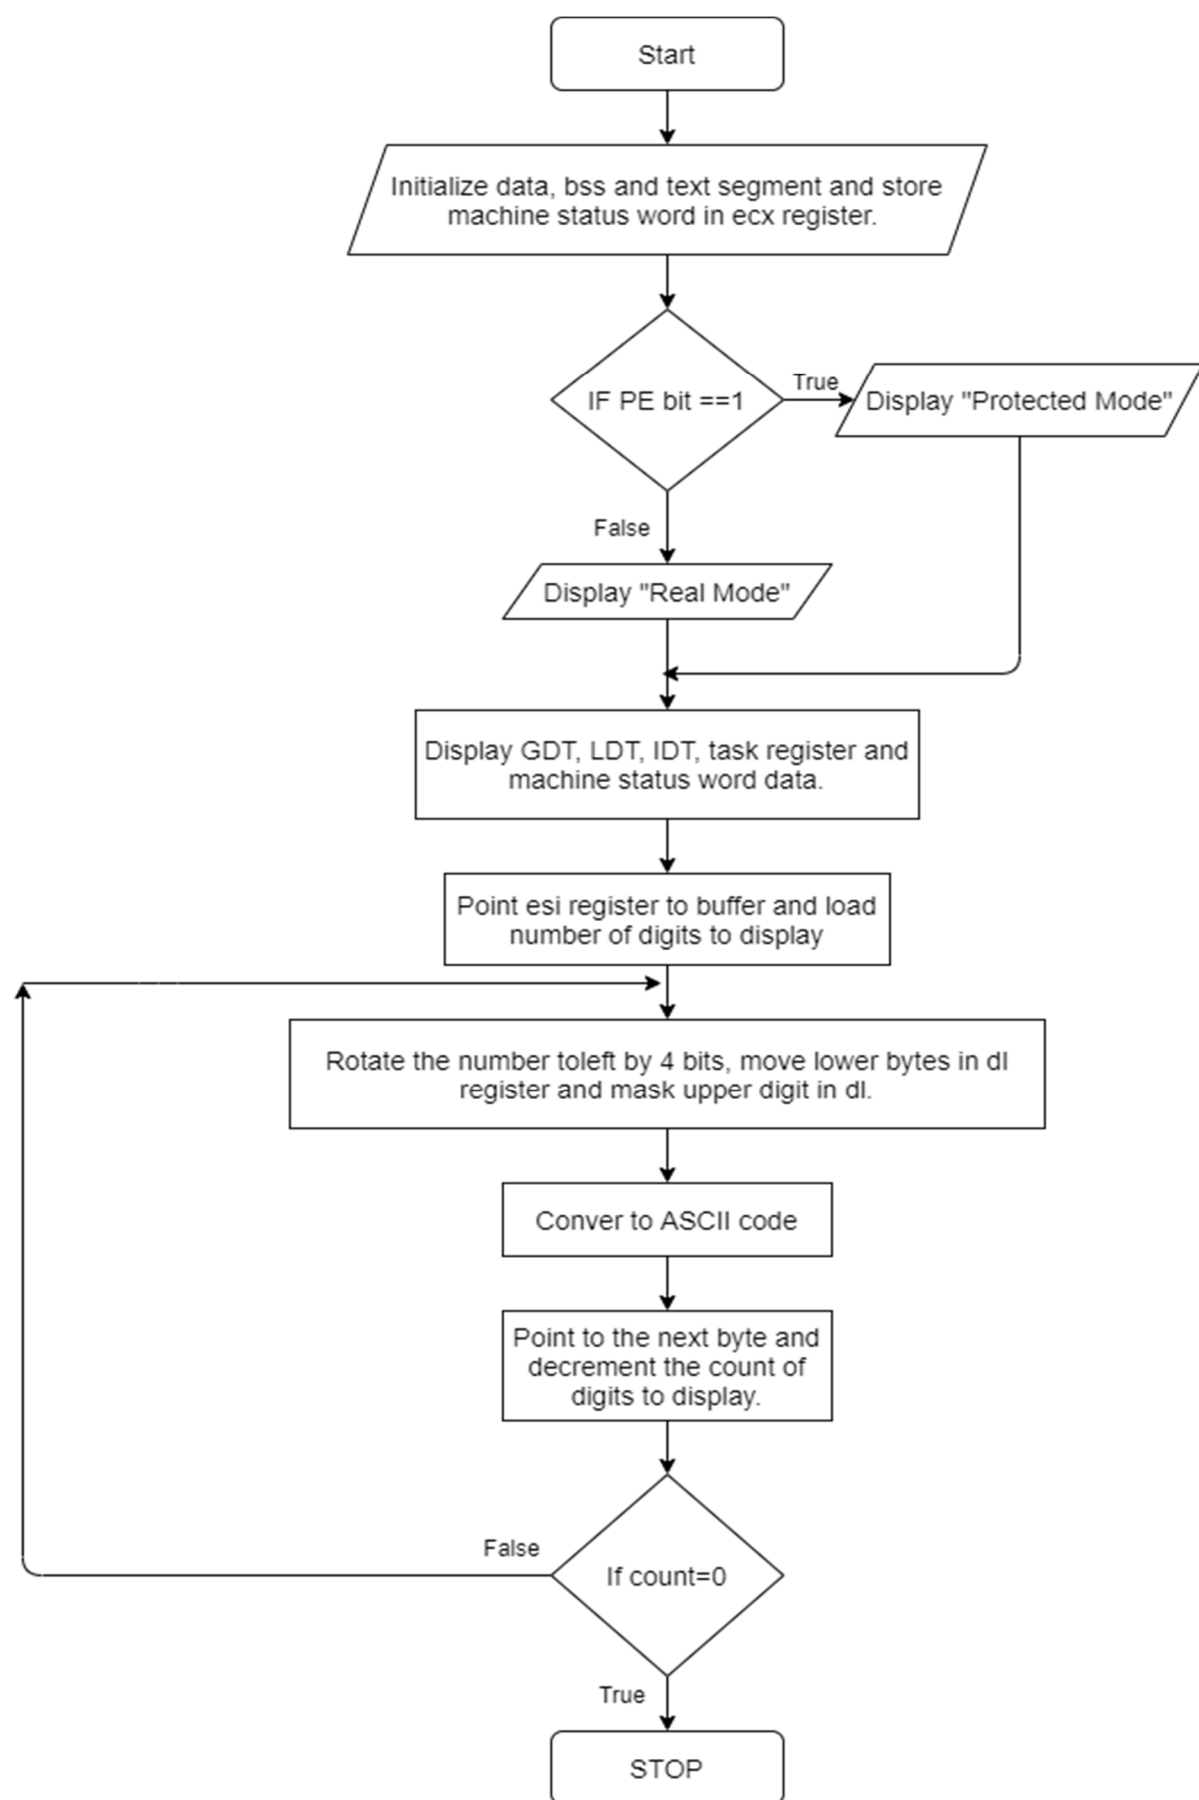 Start
Initialize data, bss and text segment and store
machine status word in ecx register.
IF PE bit ==1
True
Display "Protected Mode"
False
Display "Real Mode"
Display GDT, LDT, IDT, task register and
machine status word data.
Point esi register to buffer and load
number of digits to display
Rotate the number toleft by 4 bits, move lower bytes in dl
register and mask upper digit in dl.
Conver to ASCII code
Point to the next byte and
decrement the count of
digits to display.
False
If count=0
True
STOP